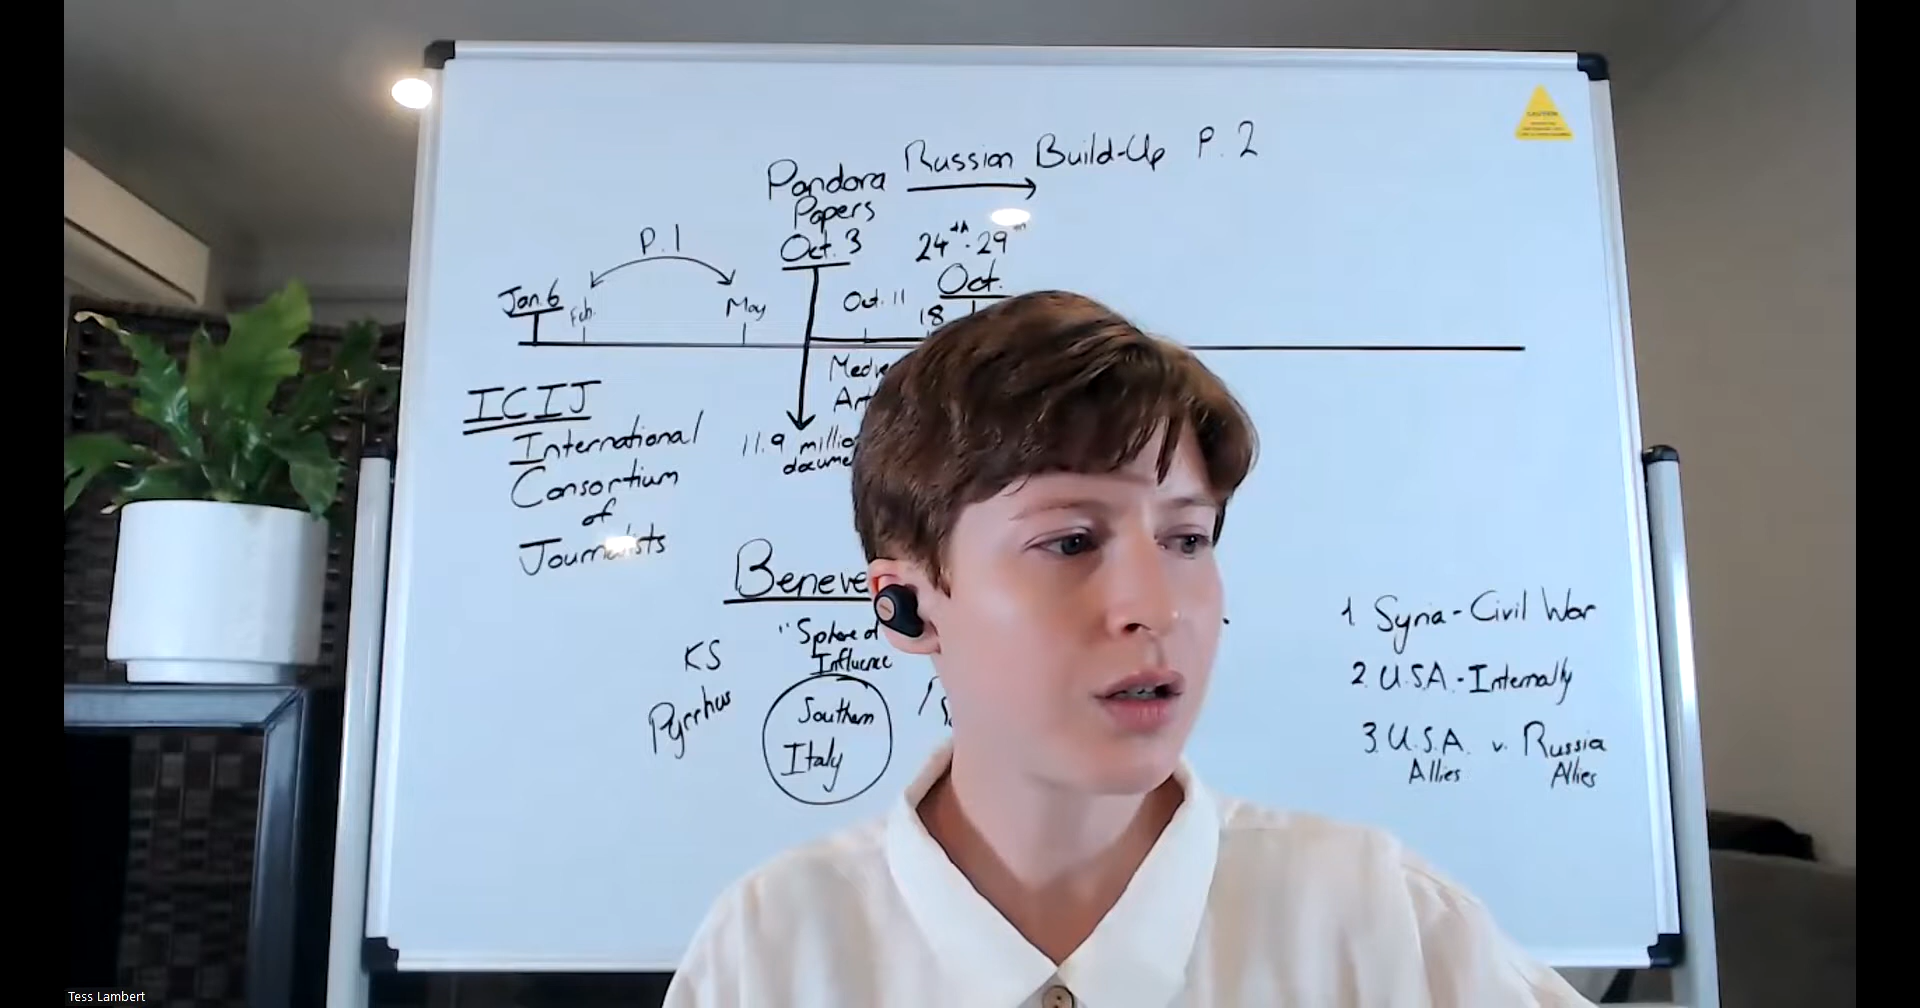 Russian Build-Up P. 2
Pandora
Papers
Oct. 3
24th - 29
Oct.
P. 1
Jan. 6
Feb.
May
Oct. 11
18
ICIJ
International
Consortium
of
Journalists
11.9
KS
Pyrrhus
"Sphere of
Influence
Southern
Italy
1 Syria - Civil War
2. U.S.A. - Internally
3. U.S.A. v. Russia
Allies Allies
CAUTION
Tess Lambert